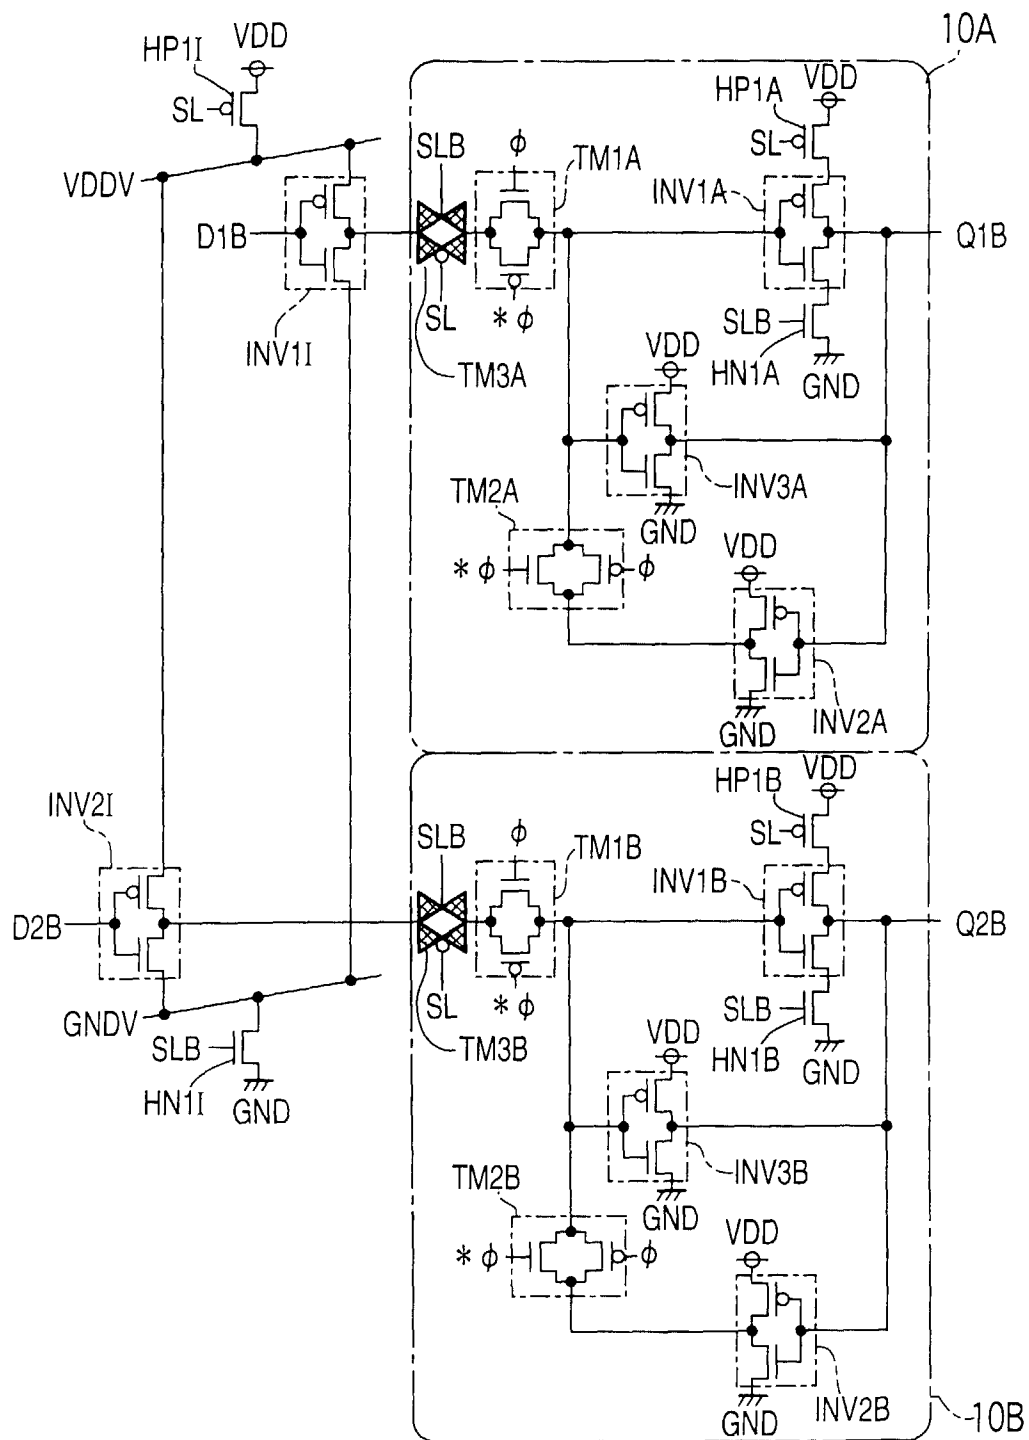 10A
HP1I
VDD
SL
VDDV
D1B
INV1I
SLB
φ
TM1A
SL
* φ
TM3A
HP1A
VDD
SL
INV1A
Q1B
SLB
HN1A
GND
VDD
INV3A
GND
TM2A
* φ
φ
VDD
INV2A
GND
INV2I
D2B
GNDV
SLB
HN1I
GND
SLB
φ
TM1B
SL
* φ
TM3B
HP1B
VDD
SL
INV1B
Q2B
SLB
HN1B
GND
VDD
INV3B
GND
TM2B
* φ
φ
VDD
INV2B
GND
10B